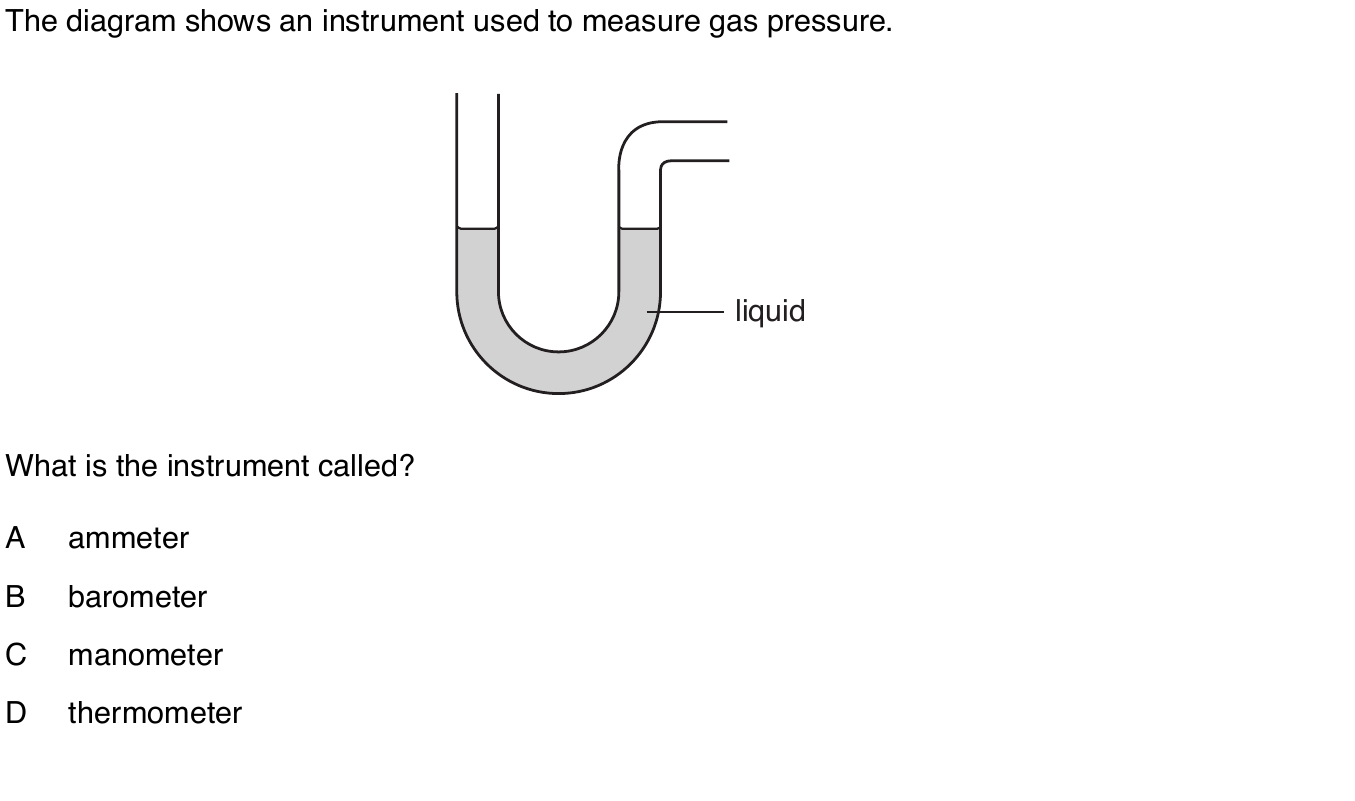 The diagram shows an instrument used to measure gas pressure.
liquid
What is the instrument called?
A ammeter
B barometer
C manometer
D thermometer